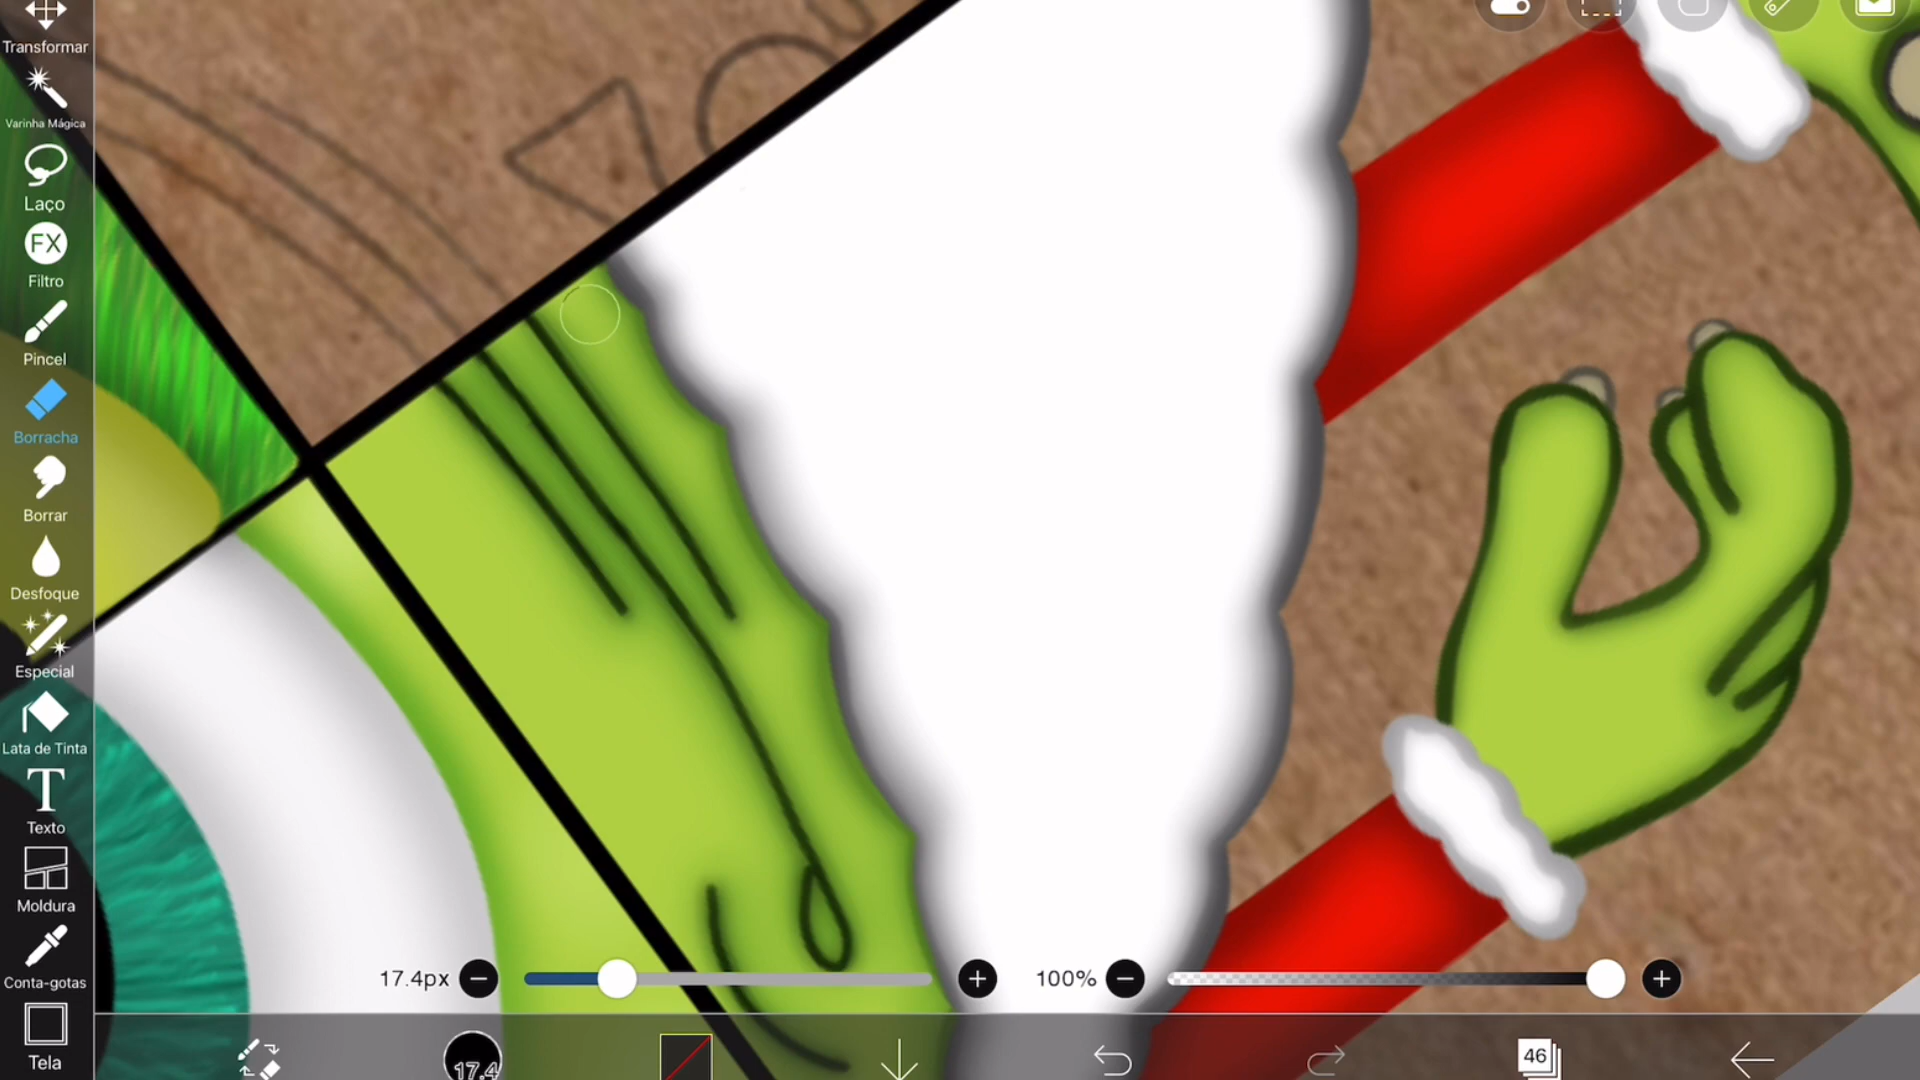 Transformar
Varinha Mágica
Laço
FX
Filtro
Pincel
Borracha
Borrar
Desfoque
Especial
Lata de Tinta
T
Texto
Moldura
Conta-gotas
Tela
17.4px
100%
17.4
46